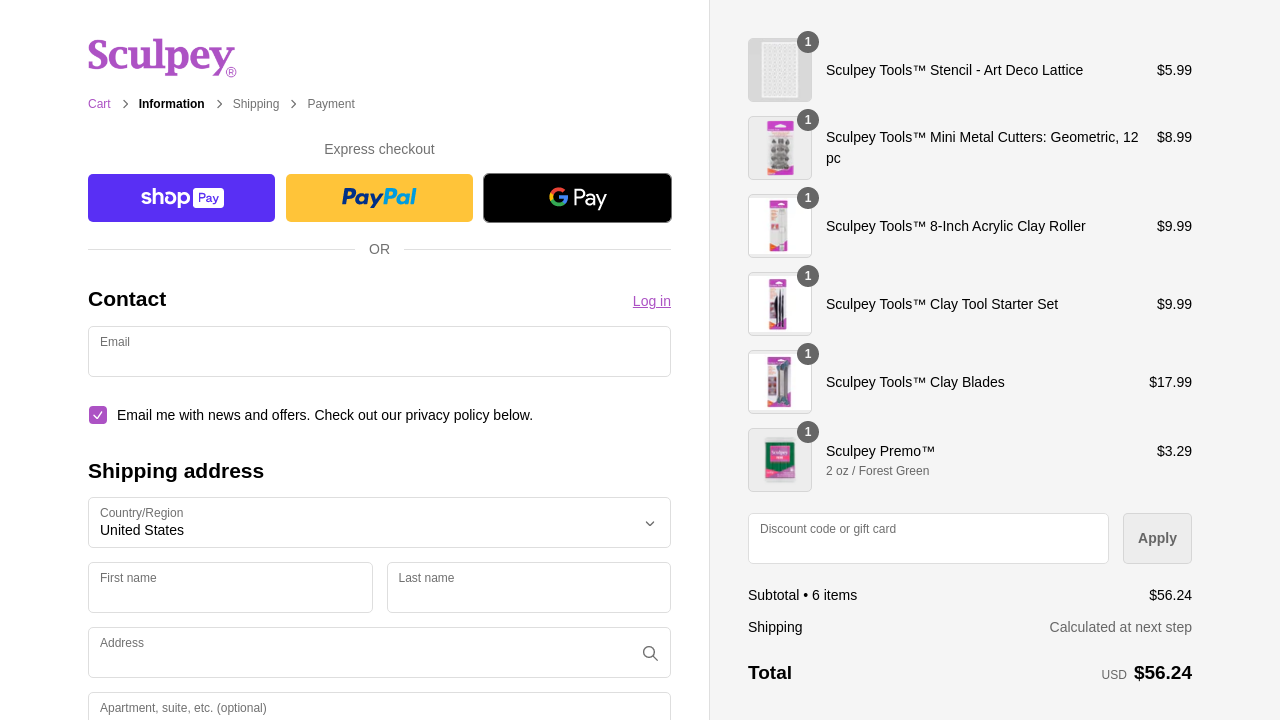 Sculpey®
Cart
Information
Shipping
Payment
Express checkout
shop Pay
PayPal
G Pay
OR
Contact
Log in
Email
Email me with news and offers. Check out our privacy policy below.
Shipping address
Country/Region
United States
First name
Last name
Address
Apartment, suite, etc. (optional)
1
Sculpey Tools™ Stencil - Art Deco Lattice
$5.99
1
Sculpey Tools™ Mini Metal Cutters: Geometric, 12
pc
$8.99
1
Sculpey Tools™ 8-Inch Acrylic Clay Roller
$9.99
1
Sculpey Tools™ Clay Tool Starter Set
$9.99
1
Sculpey Tools™ Clay Blades
$17.99
1
Sculpey Premo™
2 oz / Forest Green
$3.29
Discount code or gift card
Apply
Subtotal • 6 items
$56.24
Shipping
Calculated at next step
Total
USD $56.24